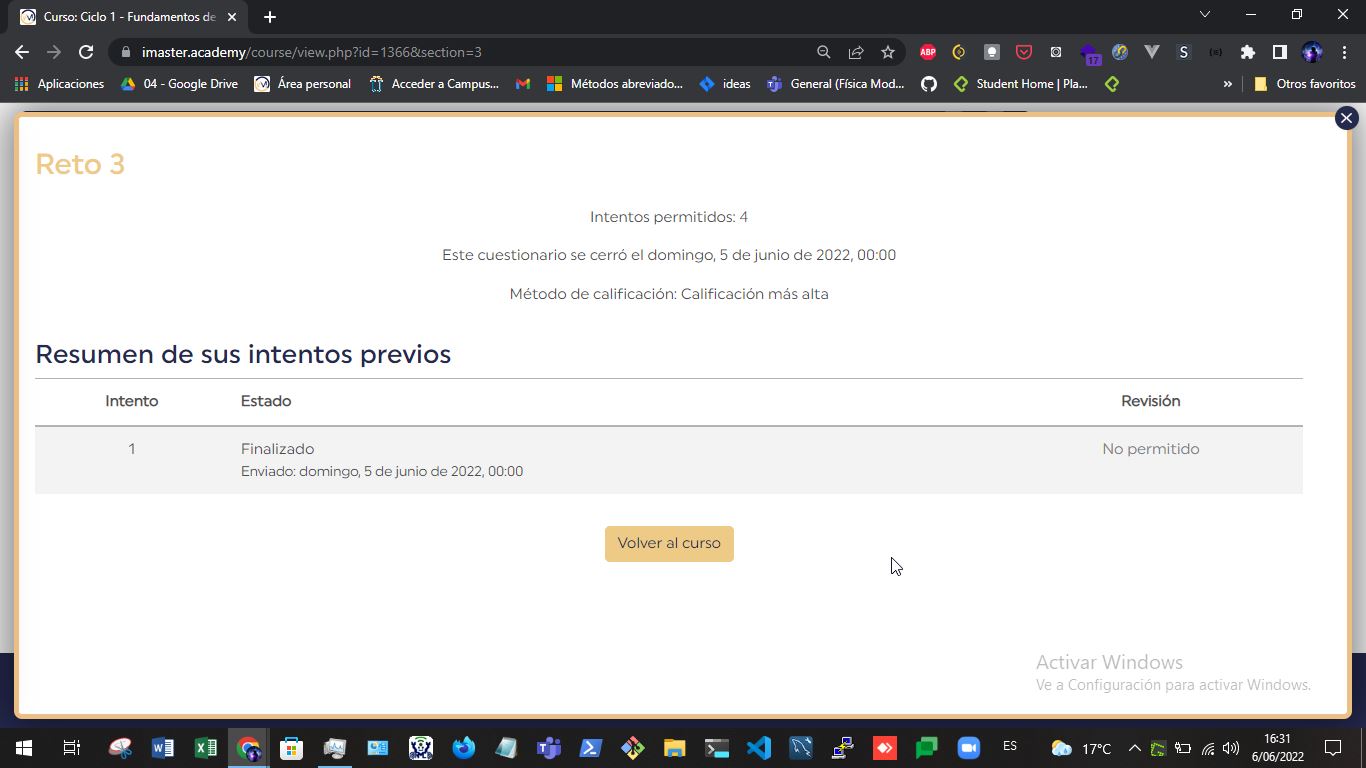 Curso: Ciclo 1 - Fundamentos de
imaster.academy/course/view.php?id=1366&section=3
ABP
17
S
Aplicaciones
04 - Google Drive
Área personal
Acceder a Campus...
Métodos abreviado...
ideas
General (Física Mod...
Student Home | Pla...
»
Otros favoritos
Reto 3
Intentos permitidos: 4
Este cuestionario se cerró el domingo, 5 de junio de 2022, 00:00
Método de calificación: Calificación más alta
Resumen de sus intentos previos
Intento Estado Revisión
1 Finalizado No permitido
Enviado: domingo, 5 de junio de 2022, 00:00
Volver al curso
Activar Windows
Ve a Configuración para activar Windows.
ES
17°C
16:31
6/06/2022